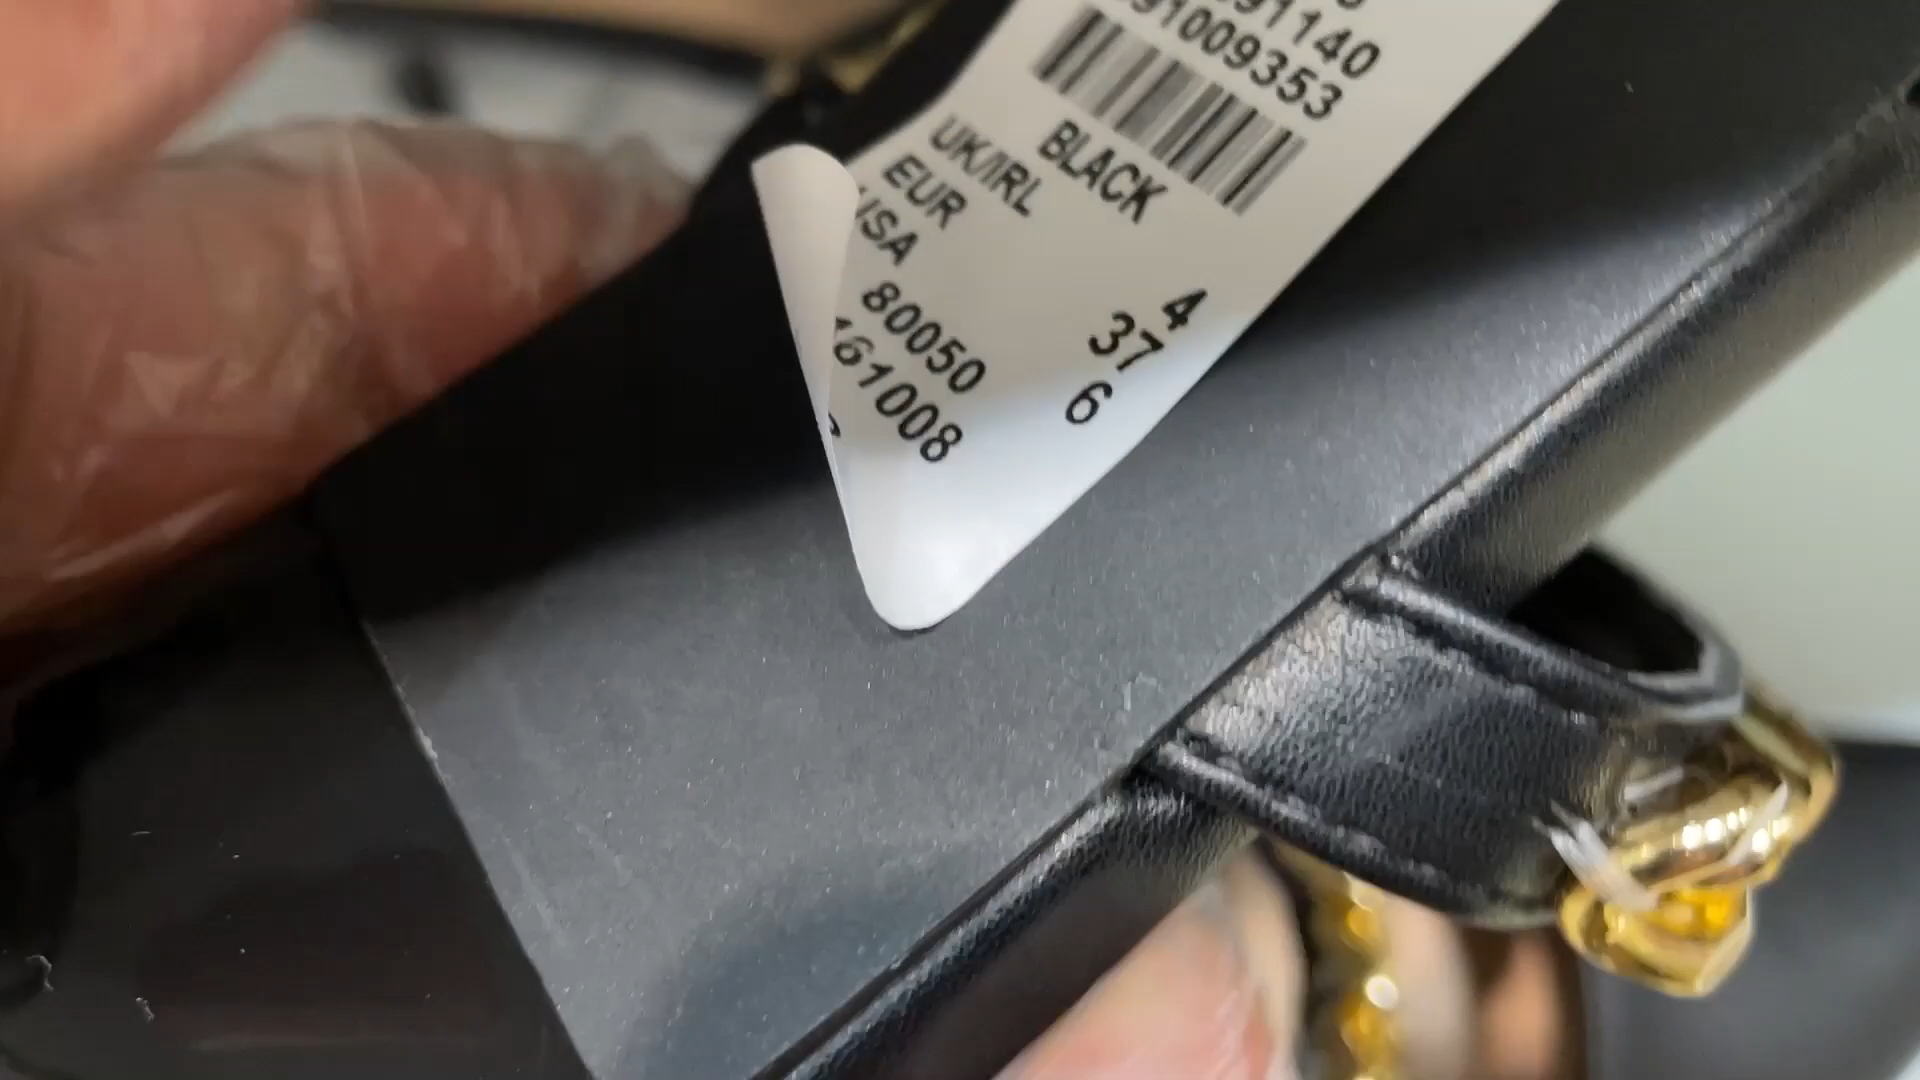 91140
91009353
BLACK
UK/IRL 4
EUR 37
USA 6
80050
161008